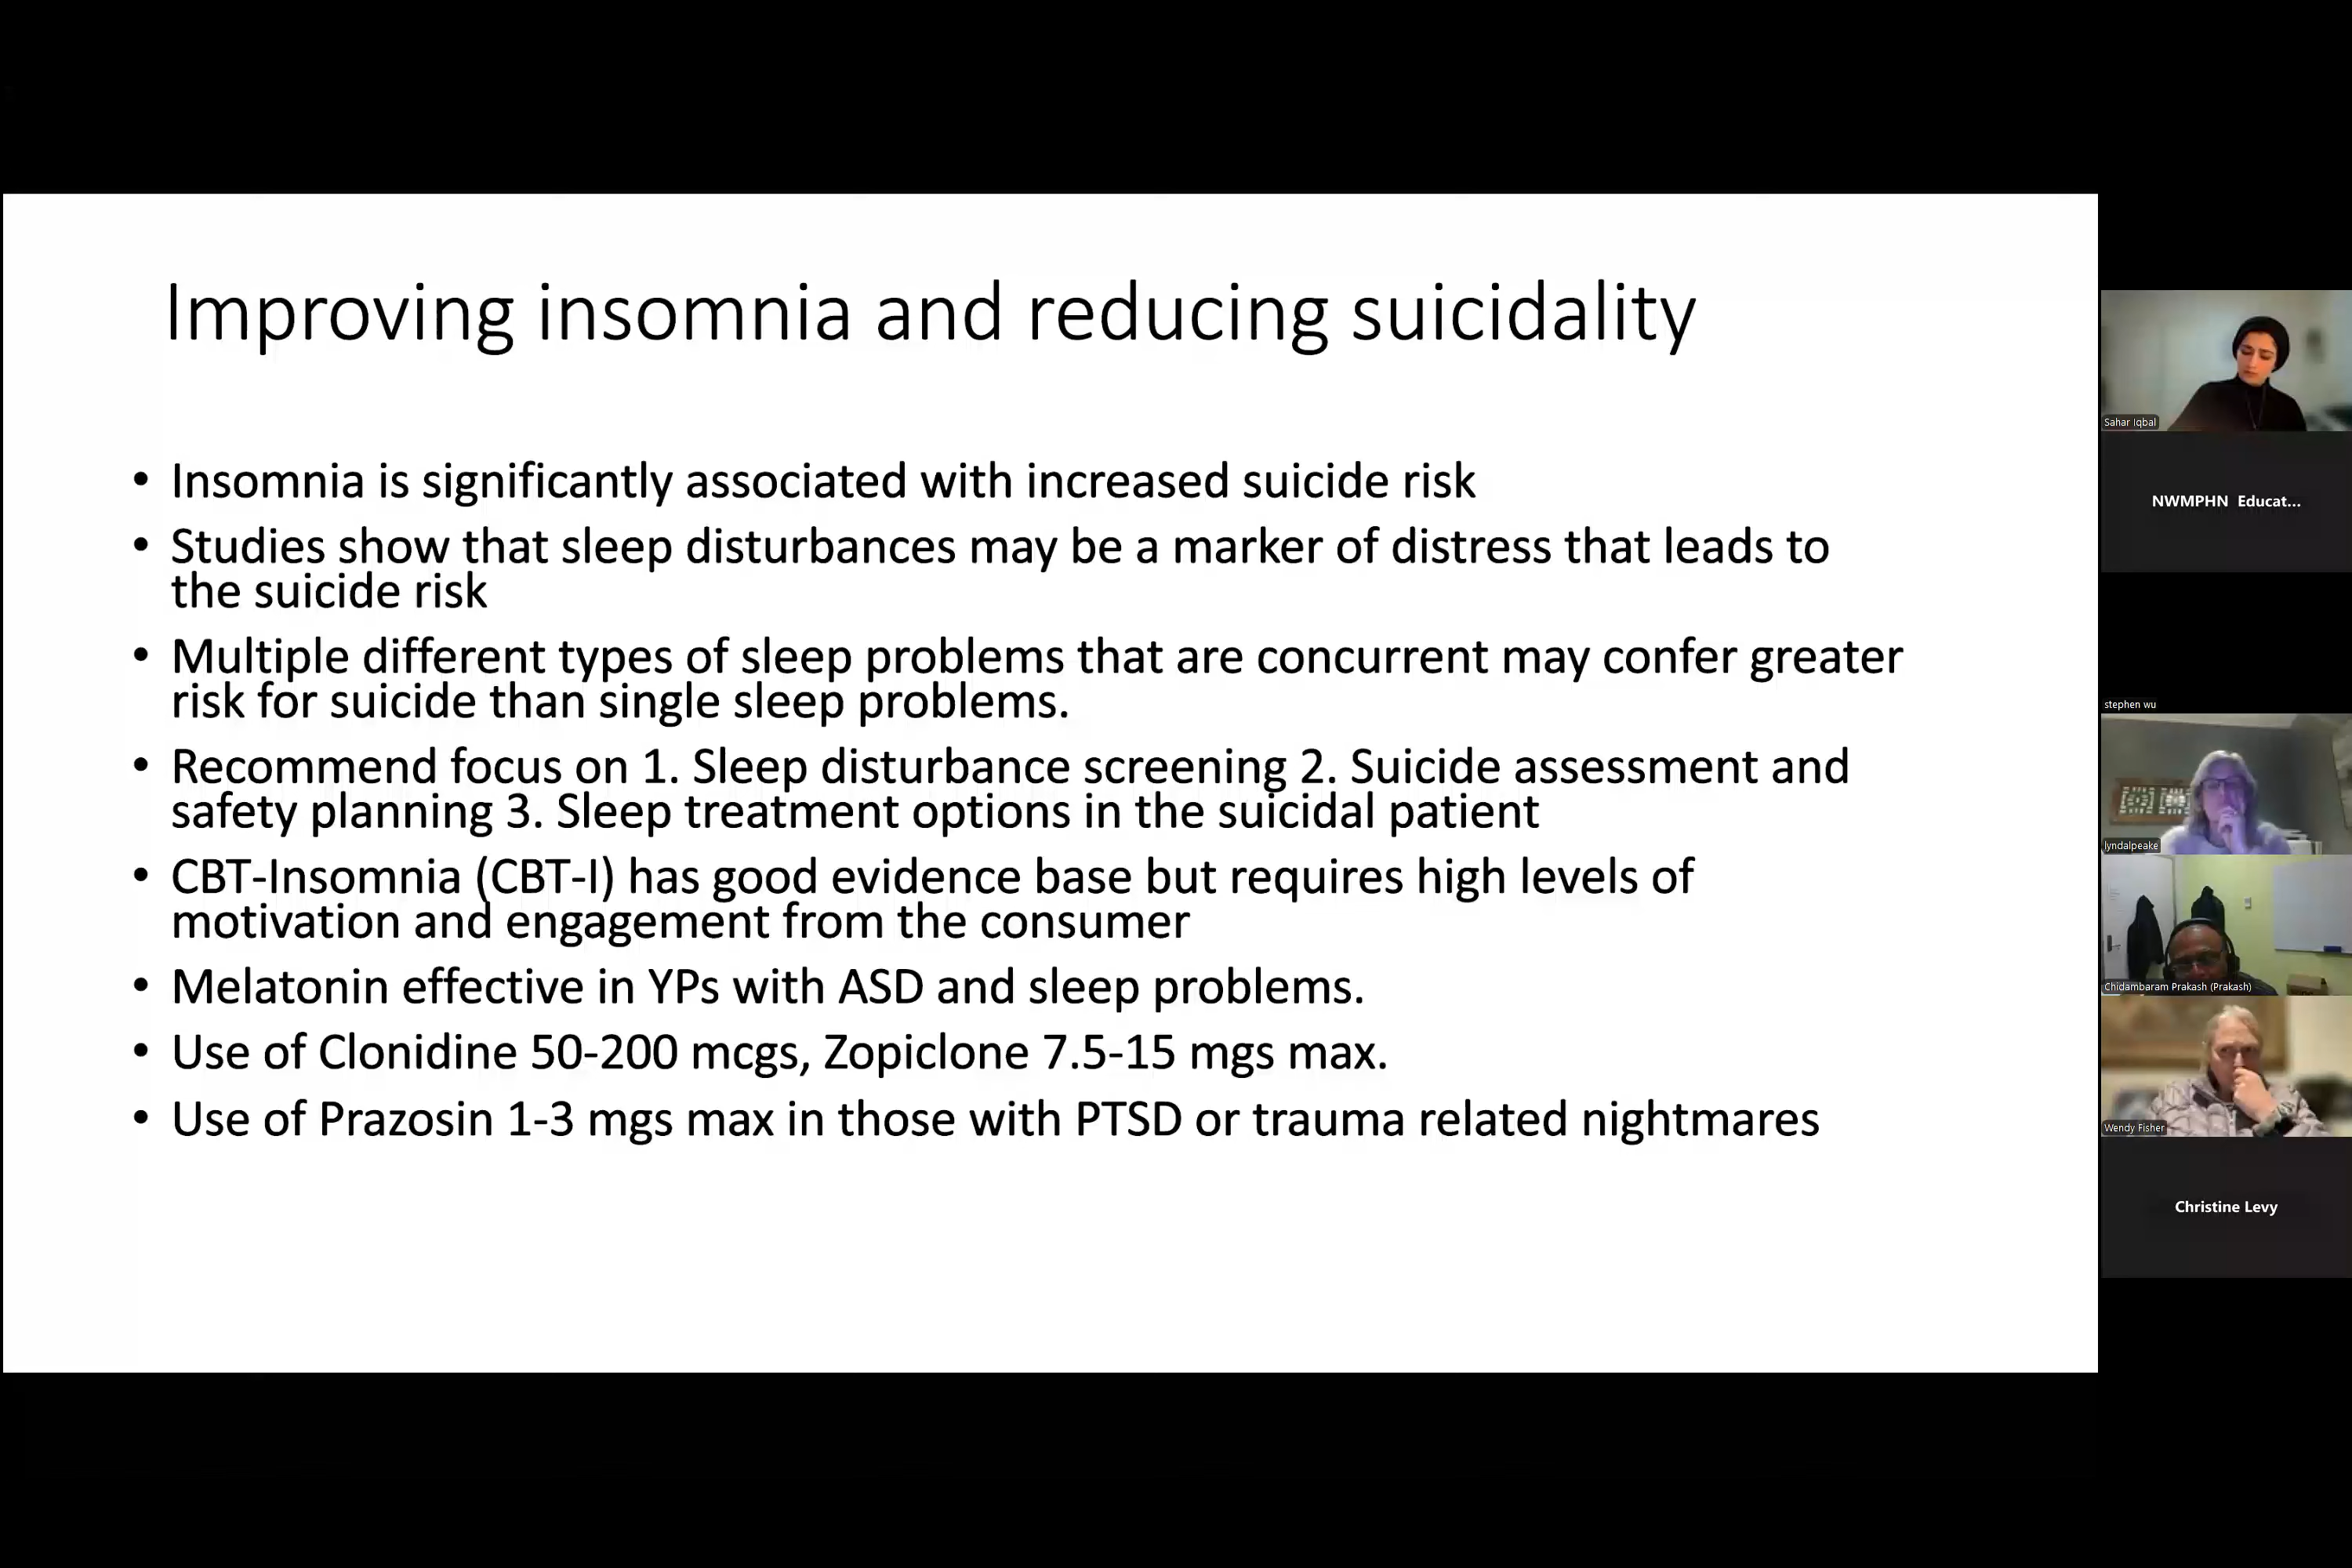 Improving insomnia and reducing suicidality
• Insomnia is significantly associated with increased suicide risk
• Studies show that sleep disturbances may be a marker of distress that leads to
the suicide risk
• Multiple different types of sleep problems that are concurrent may confer greater
risk for suicide than single sleep problems.
• Recommend focus on 1. Sleep disturbance screening 2. Suicide assessment and
safety planning 3. Sleep treatment options in the suicidal patient
• CBT-Insomnia (CBT-I) has good evidence base but requires high levels of
motivation and engagement from the consumer
• Melatonin effective in YPs with ASD and sleep problems.
• Use of Clonidine 50-200 mcgs, Zopiclone 7.5-15 mgs max.
• Use of Prazosin 1-3 mgs max in those with PTSD or trauma related nightmares
Sahar Iqbal
NWMPHN Educat...
stephen wu
lyndalpeake
Chidambaram Prakash (Prakash)
Wendy Fisher
Christine Levy